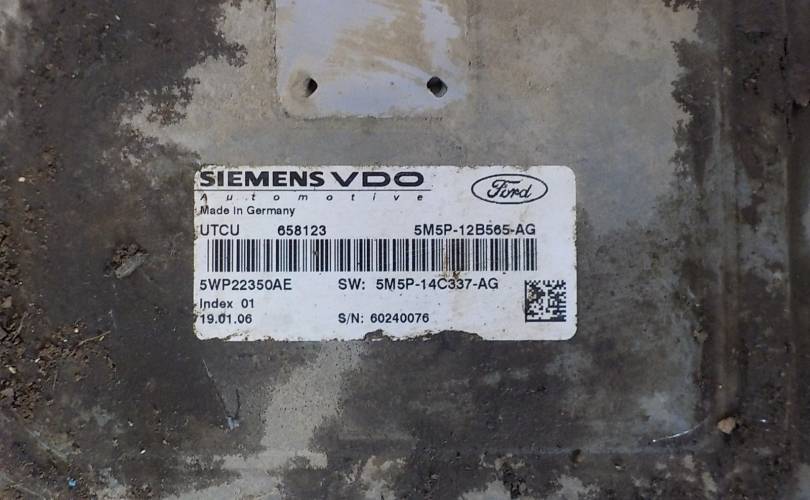 SIEMENS VDO
Automotive
Ford
Made in Germany
UTCU 658123 5M5P-12B565-AG
5WP22350AE SW: 5M5P-14C337-AG
Index 01
19.01.06 S/N: 60240076